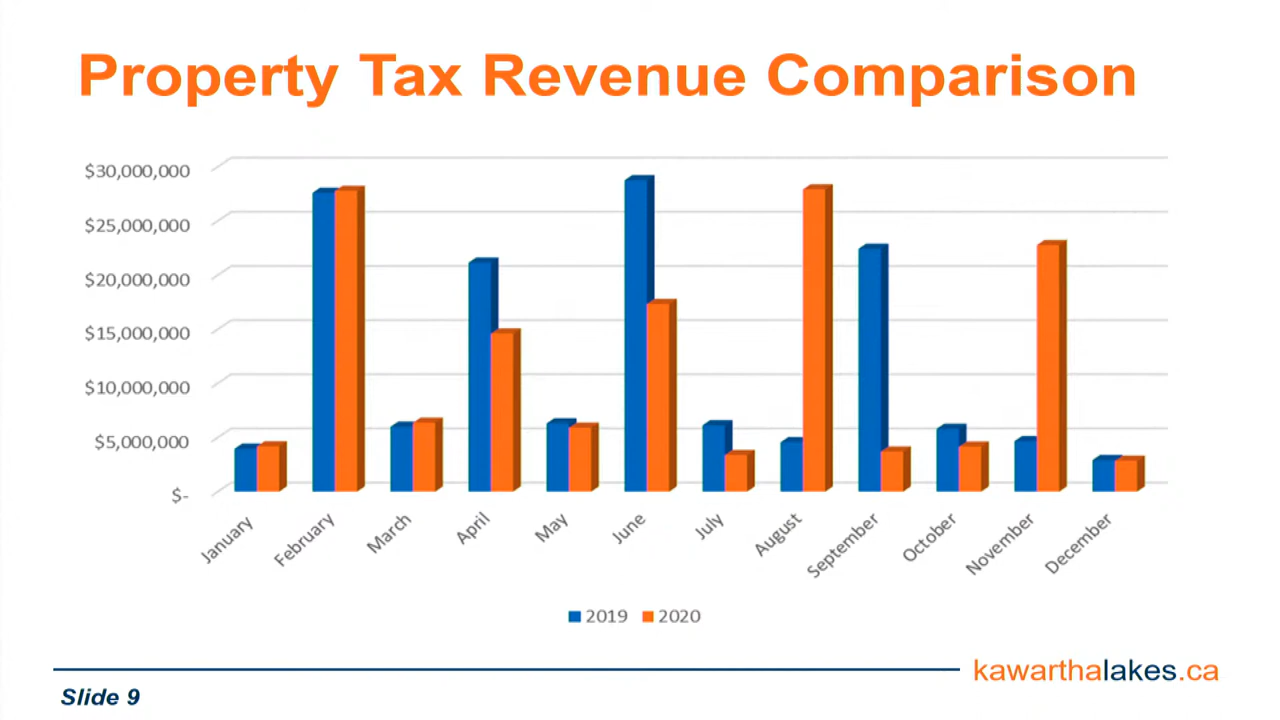 Property Tax Revenue Comparison
$30,000,000
$25,000,000
$20,000,000
$15,000,000
$10,000,000
$5,000,000
$-
January
February
March
April
May
June
July
August
September
October
November
December
2019 2020
kawarthalakes.ca
Slide 9